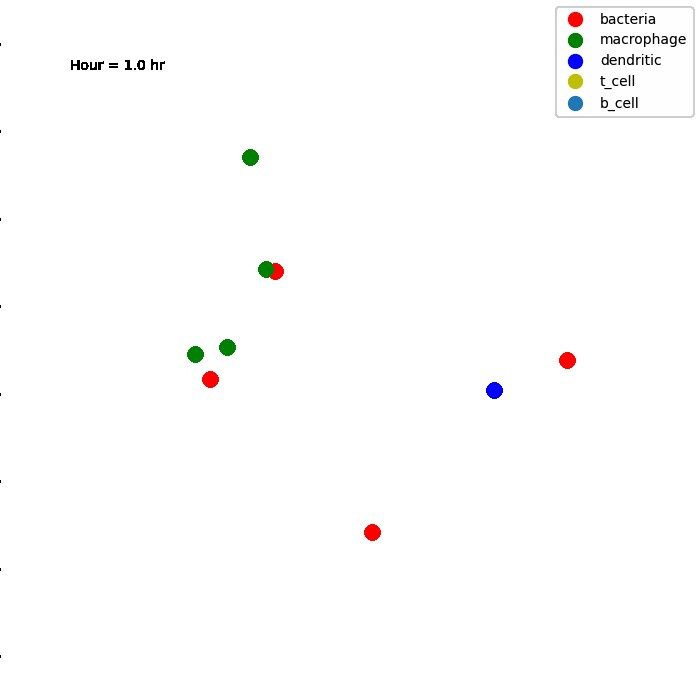 Hour = 1.0 hr
bacteria
macrophage
dendritic
t_cell
b_cell